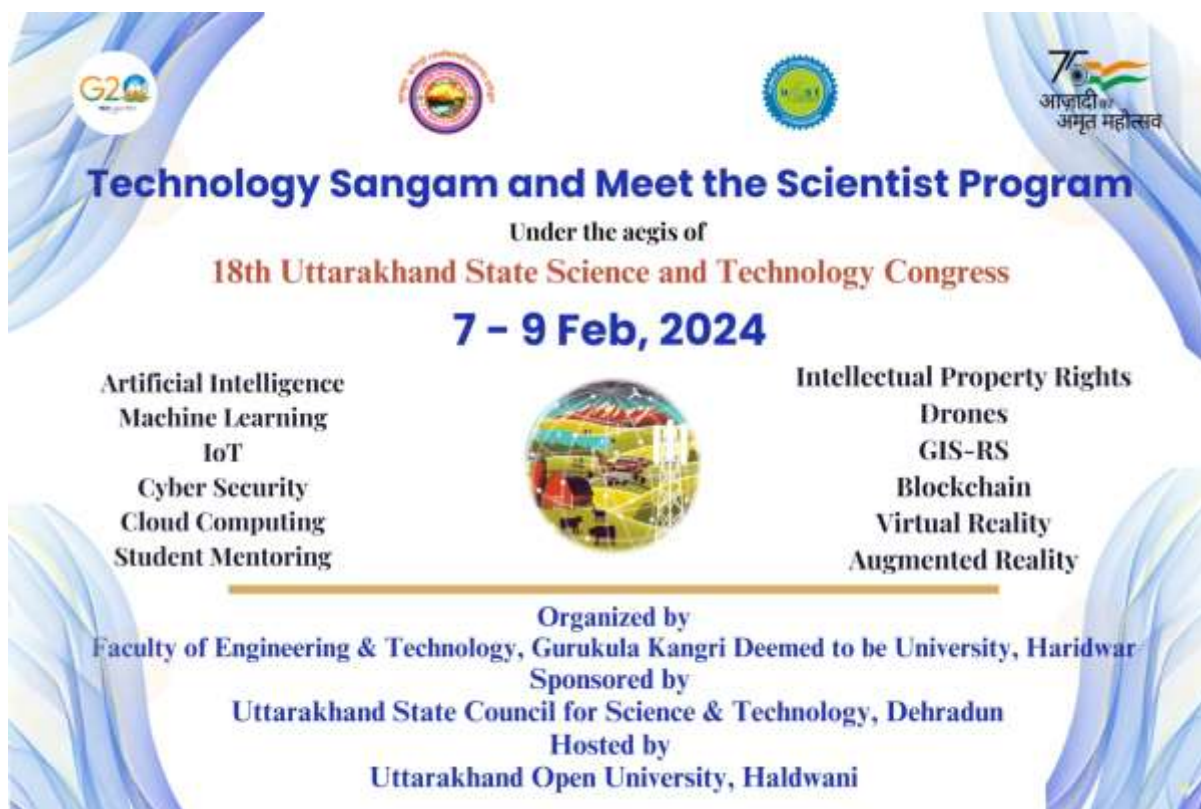 G20
75
आज़ादी का
अमृत महोत्सव
Technology Sangam and Meet the Scientist Program
Under the aegis of
18th Uttarakhand State Science and Technology Congress
7 - 9 Feb, 2024
Artificial Intelligence
Machine Learning
IoT
Cyber Security
Cloud Computing
Student Mentoring
Intellectual Property Rights
Drones
GIS-RS
Blockchain
Virtual Reality
Augmented Reality
Organized by
Faculty of Engineering & Technology, Gurukula Kangri Deemed to be University, Haridwar
Sponsored by
Uttarakhand State Council for Science & Technology, Dehradun
Hosted by
Uttarakhand Open University, Haldwani